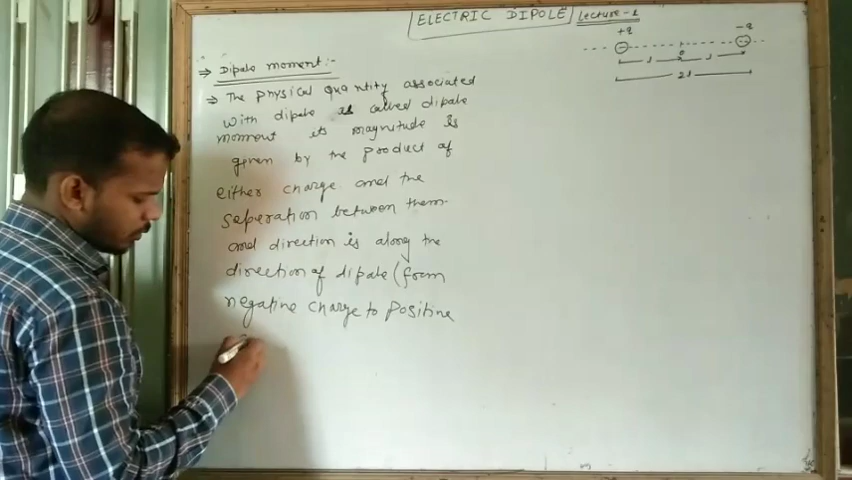 ELECTRIC DIPOLE Lecture-1
+q -q
l o l
2l
⇒ Dipole moment:-
⇒ The physical quantity associated
with dipole is called dipole
moment its magnitude is
given by the product of
either charge and the
seperation between them.
and direction is along the
direction of dipole (form
negative charge to positive